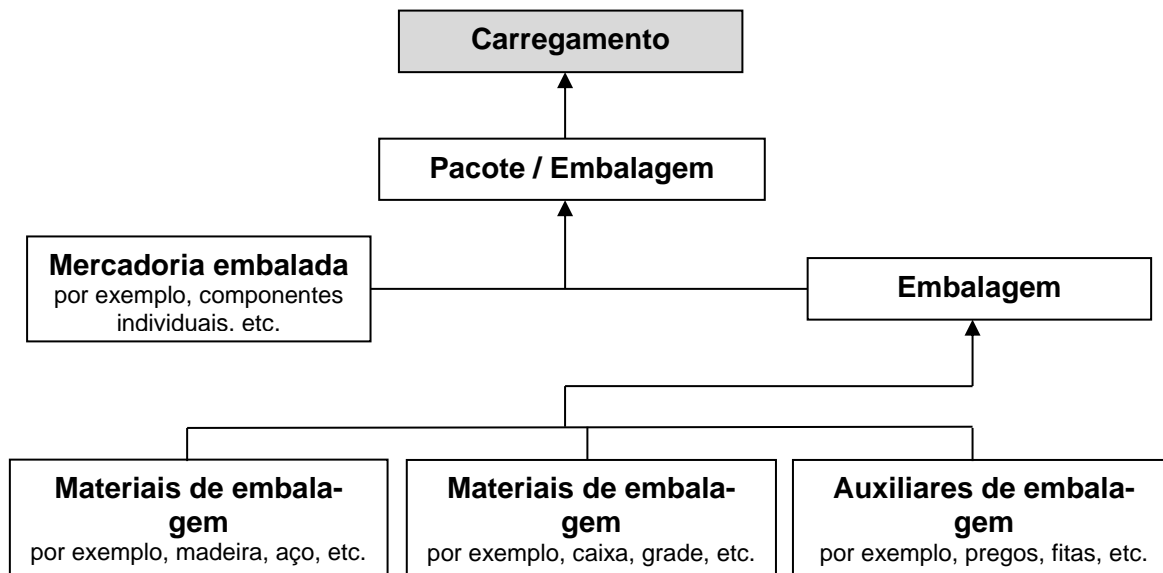 Carregamento
Pacote / Embalagem
Mercadoria embalada
por exemplo, componentes
individuais. etc.
Embalagem
Materiais de embala-
gem
por exemplo, madeira, aço, etc.
Materiais de embala-
gem
por exemplo, caixa, grade, etc.
Auxiliares de embala-
gem
por exemplo, pregos, fitas, etc.